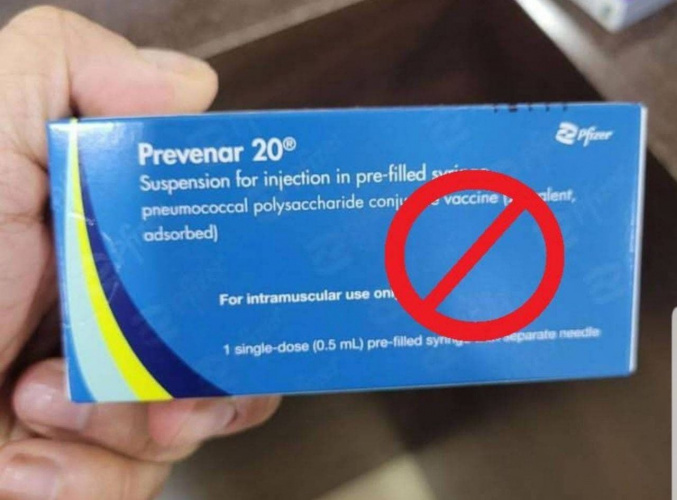 Prevenar 20®
Pfizer
Suspension for injection in pre-filled
pneumococcal polysaccharide vaccine
adsorbed)
For intramuscular use
1 single-dose (0.5 mL) pre-filled separate needle